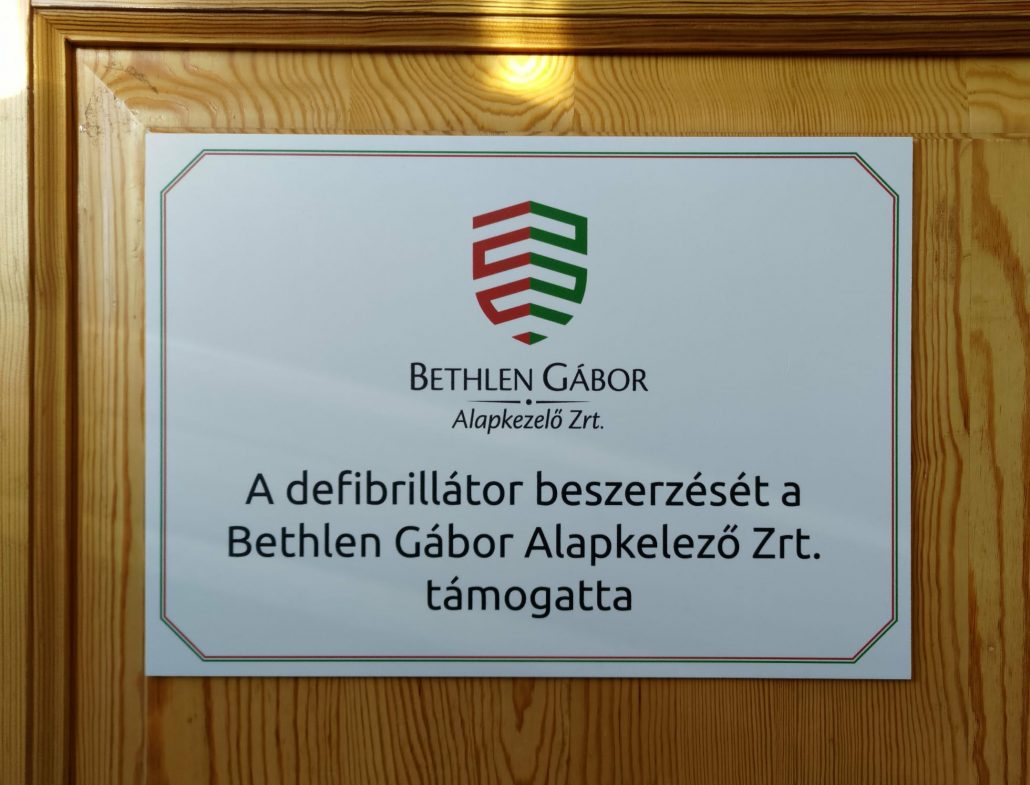 BETHLEN GÁBOR
Alapkezelő Zrt.
A defibrillátor beszerzését a
Bethlen Gábor Alapkelező Zrt.
támogatta